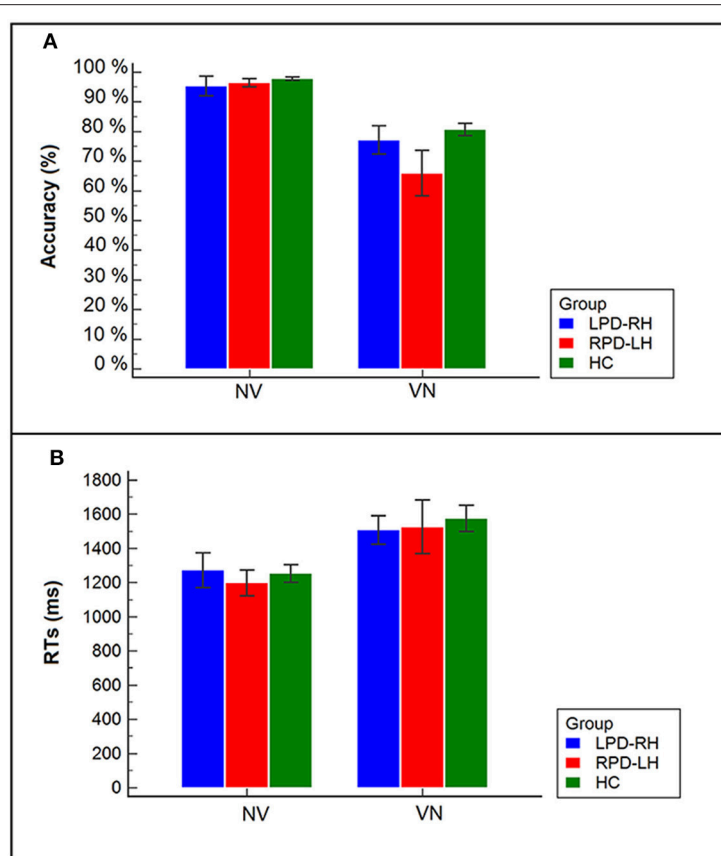 A
Accuracy (%)
100 %
90 %
80 %
70 %
60 %
50 %
40 %
30 %
20 %
10 %
0 %
NV
VN
Group
LPD-RH
RPD-LH
HC
B
RTs (ms)
1800
1600
1400
1200
1000
800
600
400
200
0
NV
VN
Group
LPD-RH
RPD-LH
HC